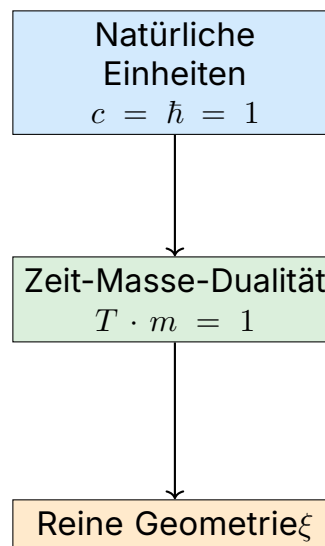 Natürliche
Einheiten
c = ħ = 1
Zeit-Masse-Dualität
T · m = 1
Reine Geometrieξ